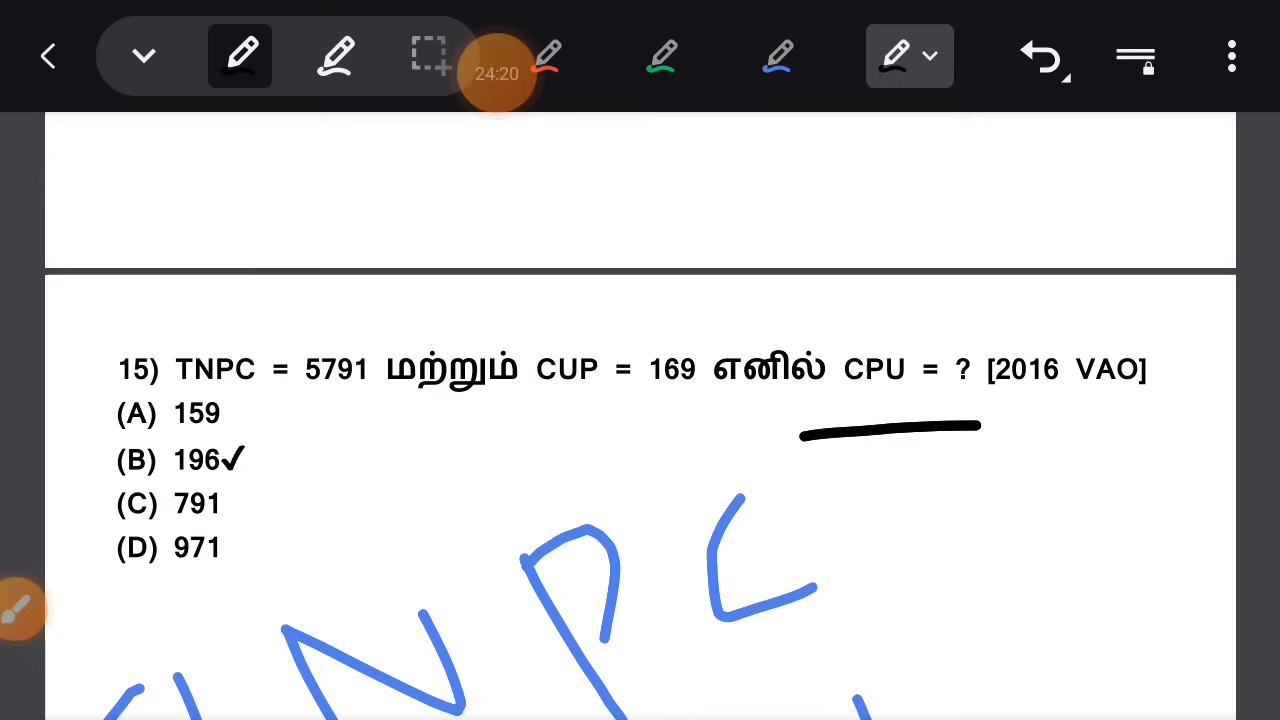 24:20
15) TNPC = 5791 மற்றும் CUP = 169 எனில் CPU = ? [2016 VAO]
(A) 159
(B) 196✓
(C) 791
(D) 971
N P C